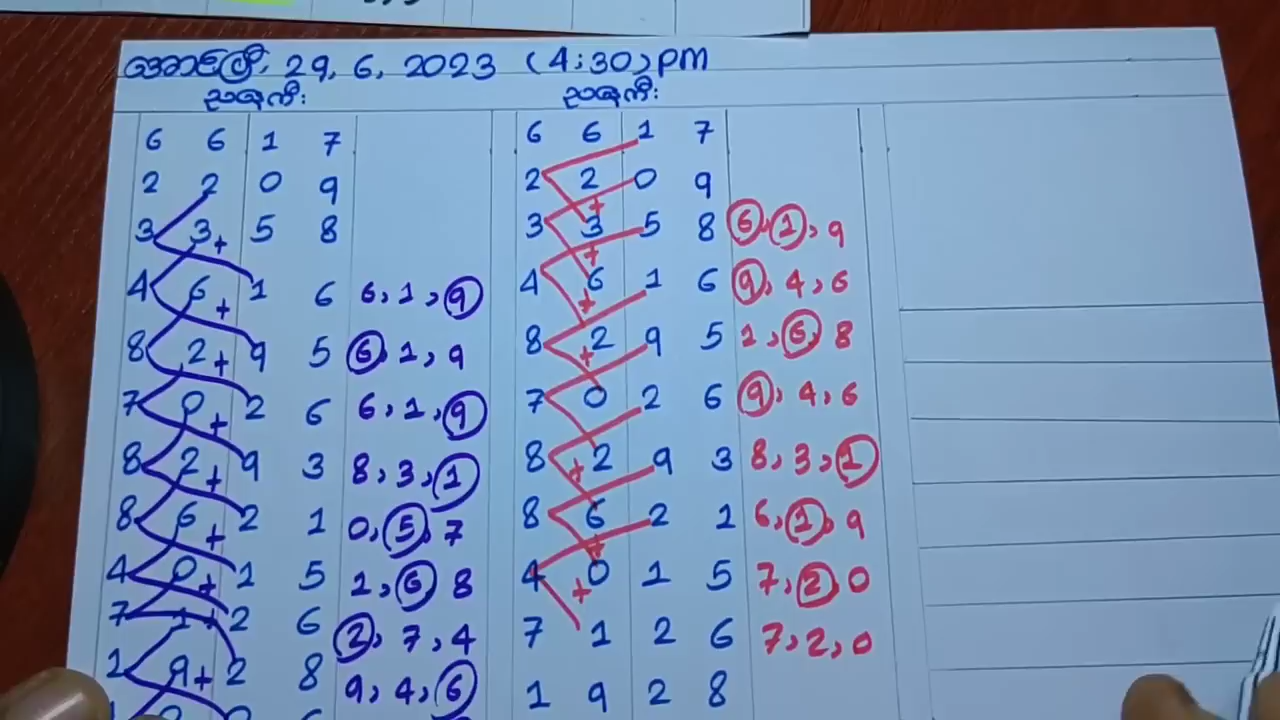 29, 6, 2023 (4:30) PM
ညနေကီး ညနေကီး
6 6 1 7 6 6 1 7
2 2 0 9 2 2 0 9
3 3 + 5 8 3 3 5 8 6, 1, 9
4 6 + 1 6 6, 1, 9 4 6 1 6 9, 4, 6
8 2 + 9 5 6, 1, 9 8 2 9 5 1, 6, 8
7 0 + 2 6 6, 1, 9 7 0 2 6 9, 4, 6
8 2 + 9 3 8, 3, 1 8 + 2 9 3 8, 3, 1
8 6 + 2 1 0, 5, 7 8 6 2 1 6, 1, 9
4 0 + 1 5 1, 6, 8 4 + 0 1 5 7, 2, 0
7 1 + 2 6 2, 7, 4 7 1 2 6 7, 2, 0
1 9 + 2 8 9, 4, 6 1 9 2 8